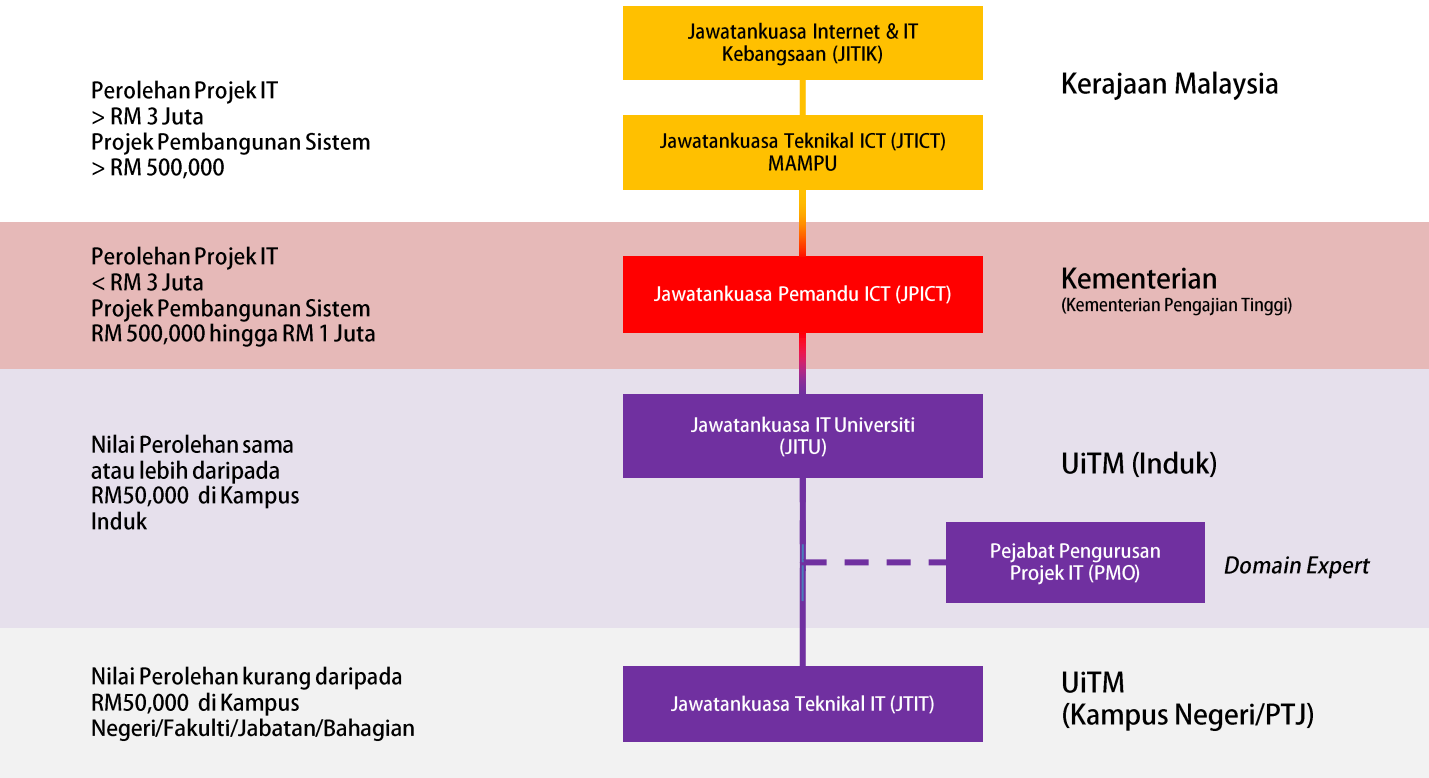 Jawatankuasa Internet & IT
Kebangsaan (JITIK)
Kerajaan Malaysia
Perolehan Projek IT
> RM 3 Juta
Projek Pembangunan Sistem
> RM 500,000
Jawatankuasa Teknikal ICT (JTICT)
MAMPU
Perolehan Projek IT
< RM 3 Juta
Projek Pembangunan Sistem
RM 500,000 hingga RM 1 Juta
Jawatankuasa Pemandu ICT (JPICT)
Kementerian
(Kementerian Pengajian Tinggi)
Nilai Perolehan sama
atau lebih daripada
RM50,000 di Kampus
Induk
Jawatankuasa IT Universiti
(JITU)
UiTM (Induk)
Pejabat Pengurusan
Projek IT (PMO)
Domain Expert
Nilai Perolehan kurang daripada
RM50,000 di Kampus
Negeri/Fakulti/Jabatan/Bahagian
Jawatankuasa Teknikal IT (JTIT)
UiTM
(Kampus Negeri/PTJ)